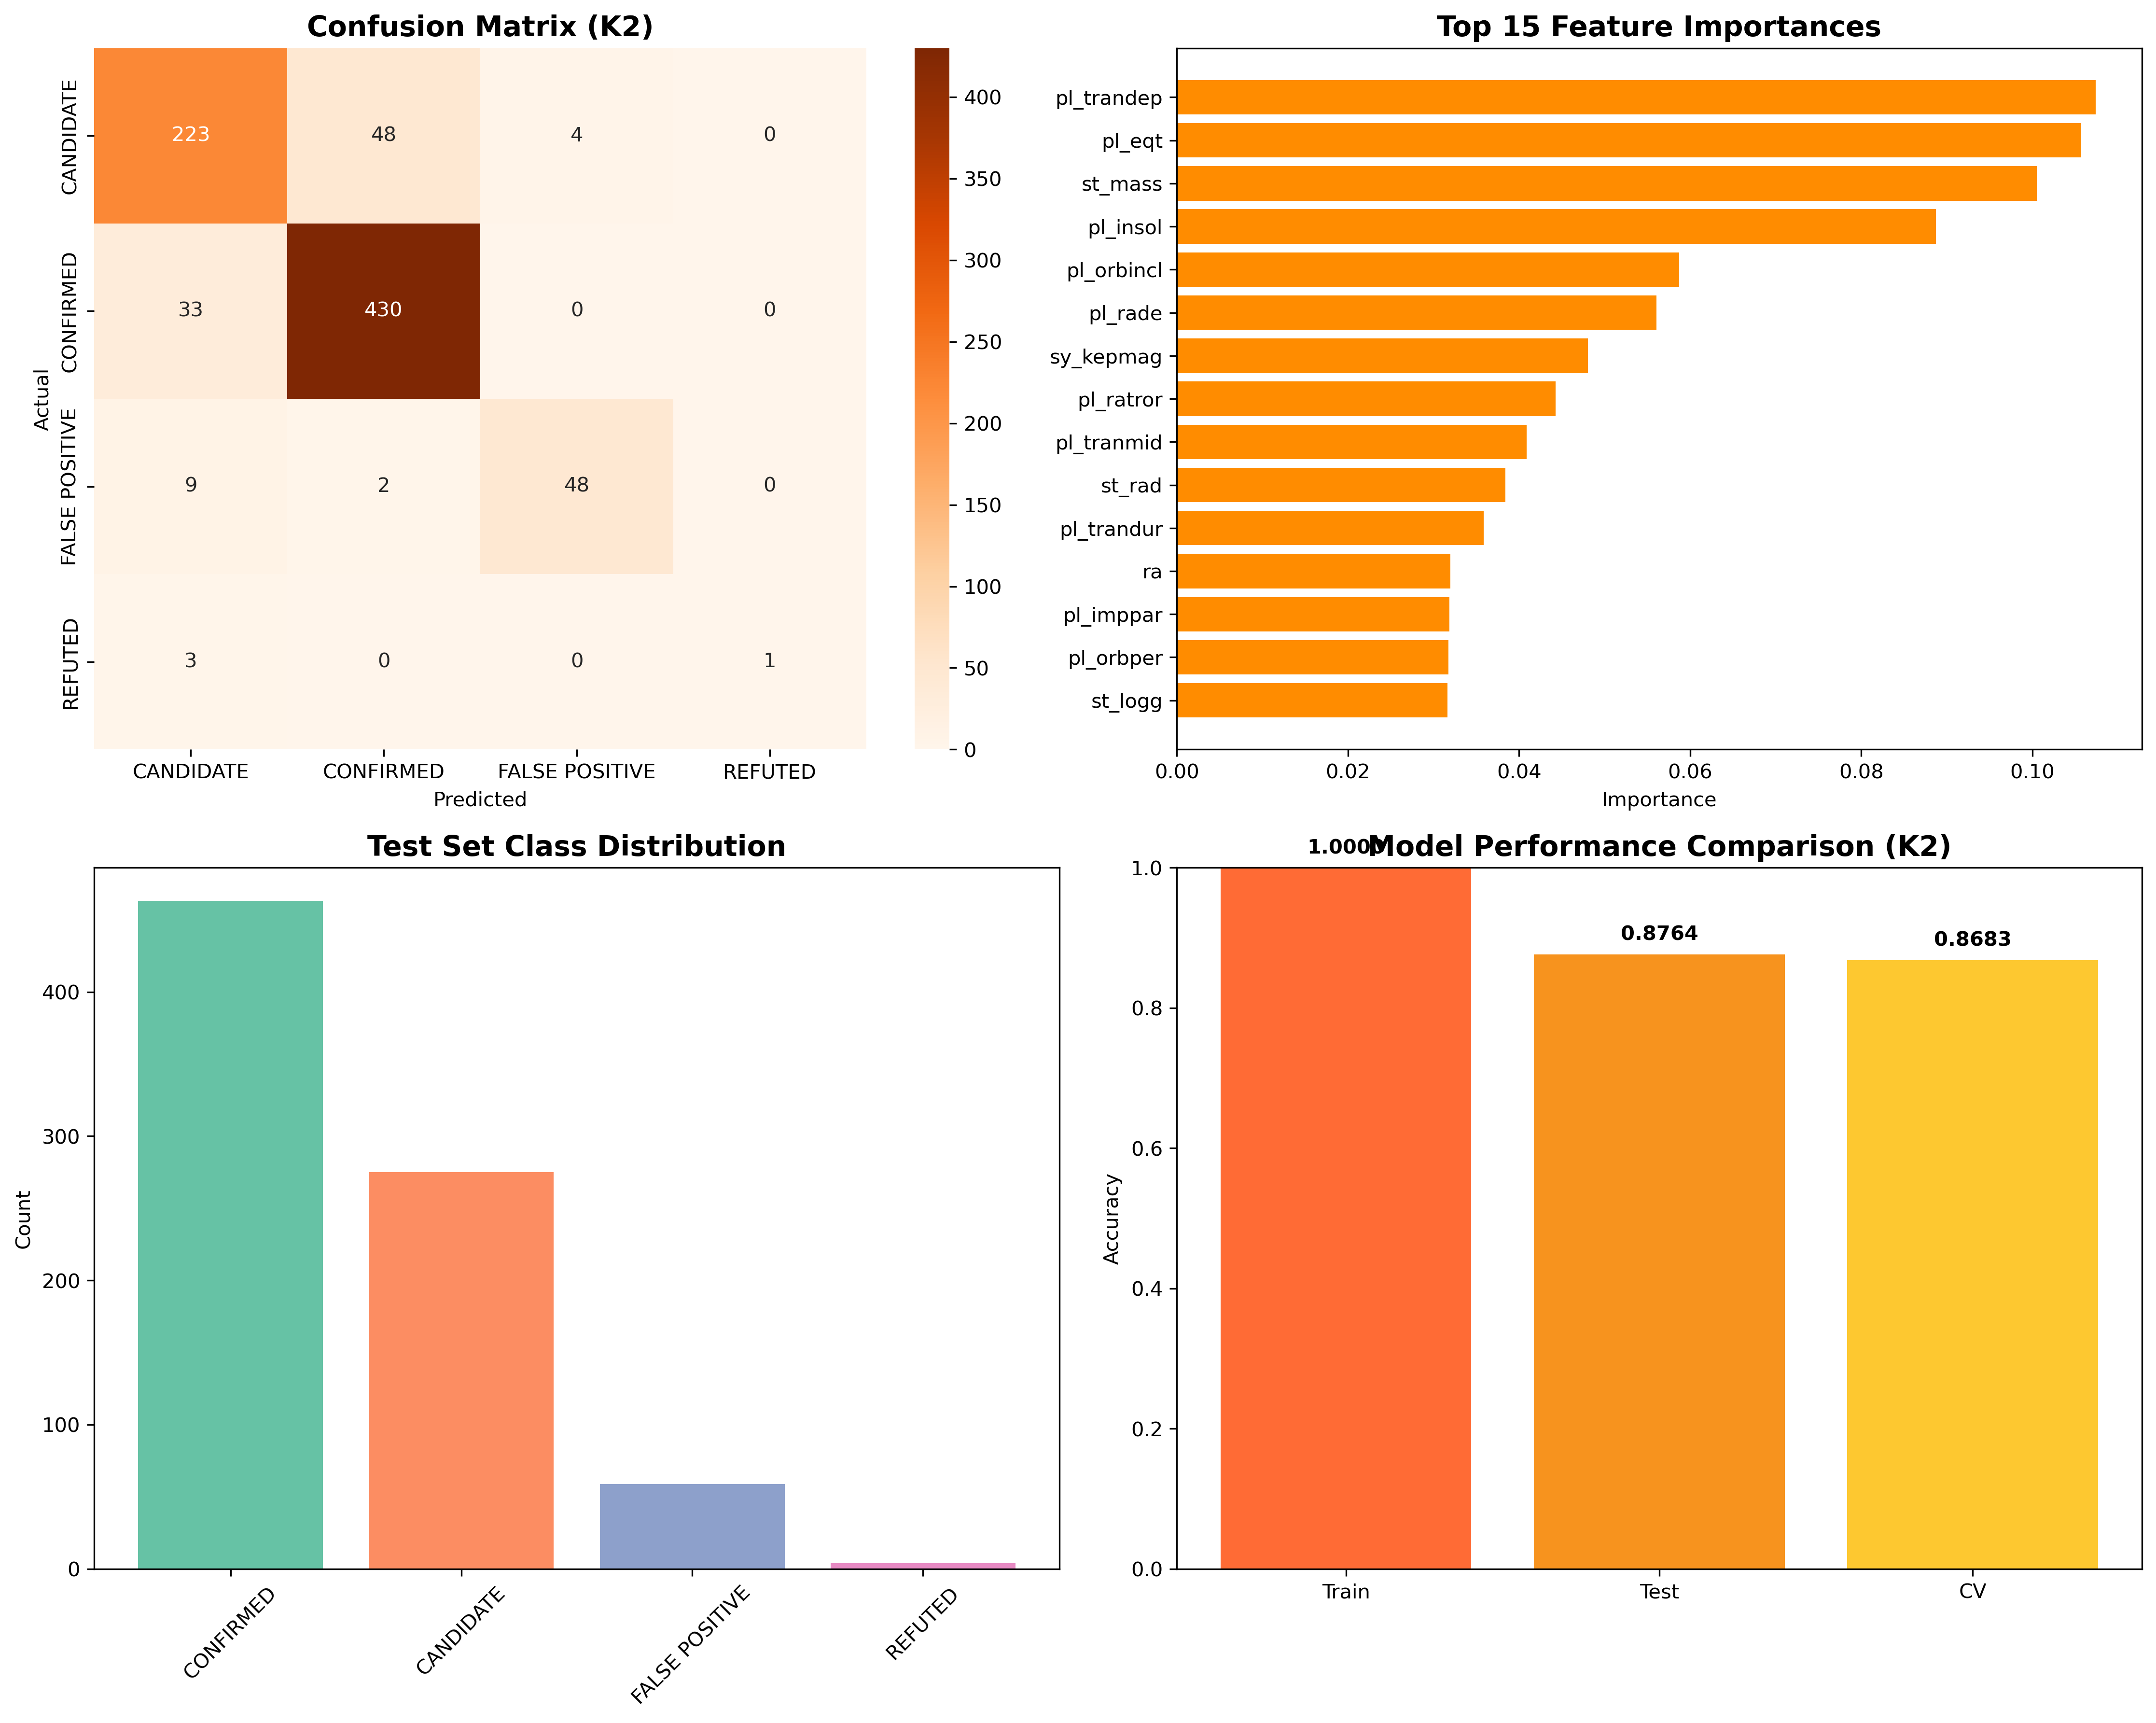 Confusion Matrix (K2)
CANDIDATE
CONFIRMED
FALSE POSITIVE
REFUTED
Actual
223 48 4 0
33 430 0 0
9 2 48 0
3 0 0 1
CANDIDATE CONFIRMED FALSE POSITIVE REFUTED
Predicted
400
350
300
250
200
150
100
50
0
Top 15 Feature Importances
pl_trandep
pl_eqt
st_mass
pl_insol
pl_orbincl
pl_rade
sy_kepmag
pl_ratror
pl_tranmid
st_rad
pl_trandur
ra
pl_imppar
pl_orbper
st_logg
0.00 0.02 0.04 0.06 0.08 0.10
Importance
Test Set Class Distribution
Count
400
300
200
100
0
CONFIRMED CANDIDATE FALSE POSITIVE REFUTED
Model Performance Comparison (K2)
1.0000
0.8764
0.8683
Accuracy
1.0
0.8
0.6
0.4
0.2
0.0
Train Test CV